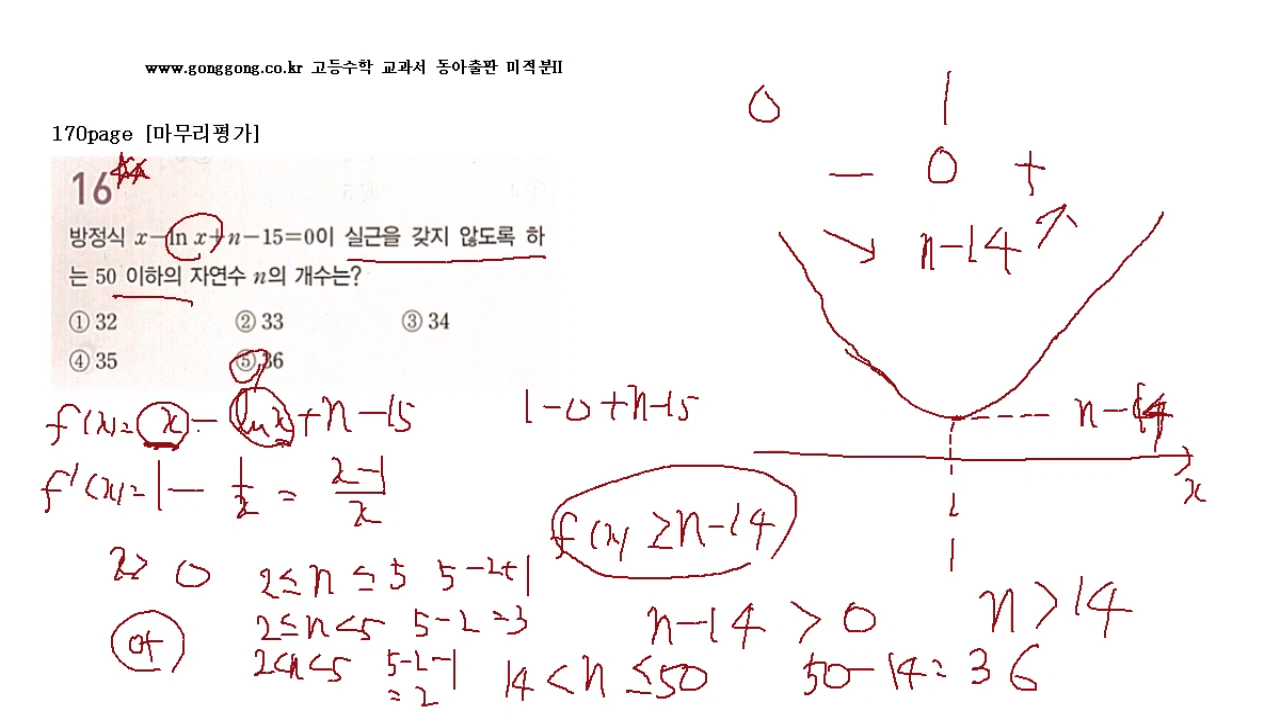 www.gonggong.co.kr 고등수학 교과서 동아출판 미적분II
170page [마무리평가]
16
방정식 x-ln x+n-15=0이 실근을 갖지 않도록 하
는 50 이하의 자연수 n의 개수는?
① 32 ② 33 ③ 34
④ 35 ⑤ 36
f(x)= x - ln x + n - 15
1-0+n-15
f'(x)=1 - 1/x = x-1/x
x> 0
2≤n≤5 5-2+1
2≤n<5 5-2=3
2<n<5 5-2-1
=2
0 1
- 0 +
↘ n-14 ↗
n-14
x
1
f(x) ≥n-14
n-14 > 0 n>14
14<n≤50 50-14=36